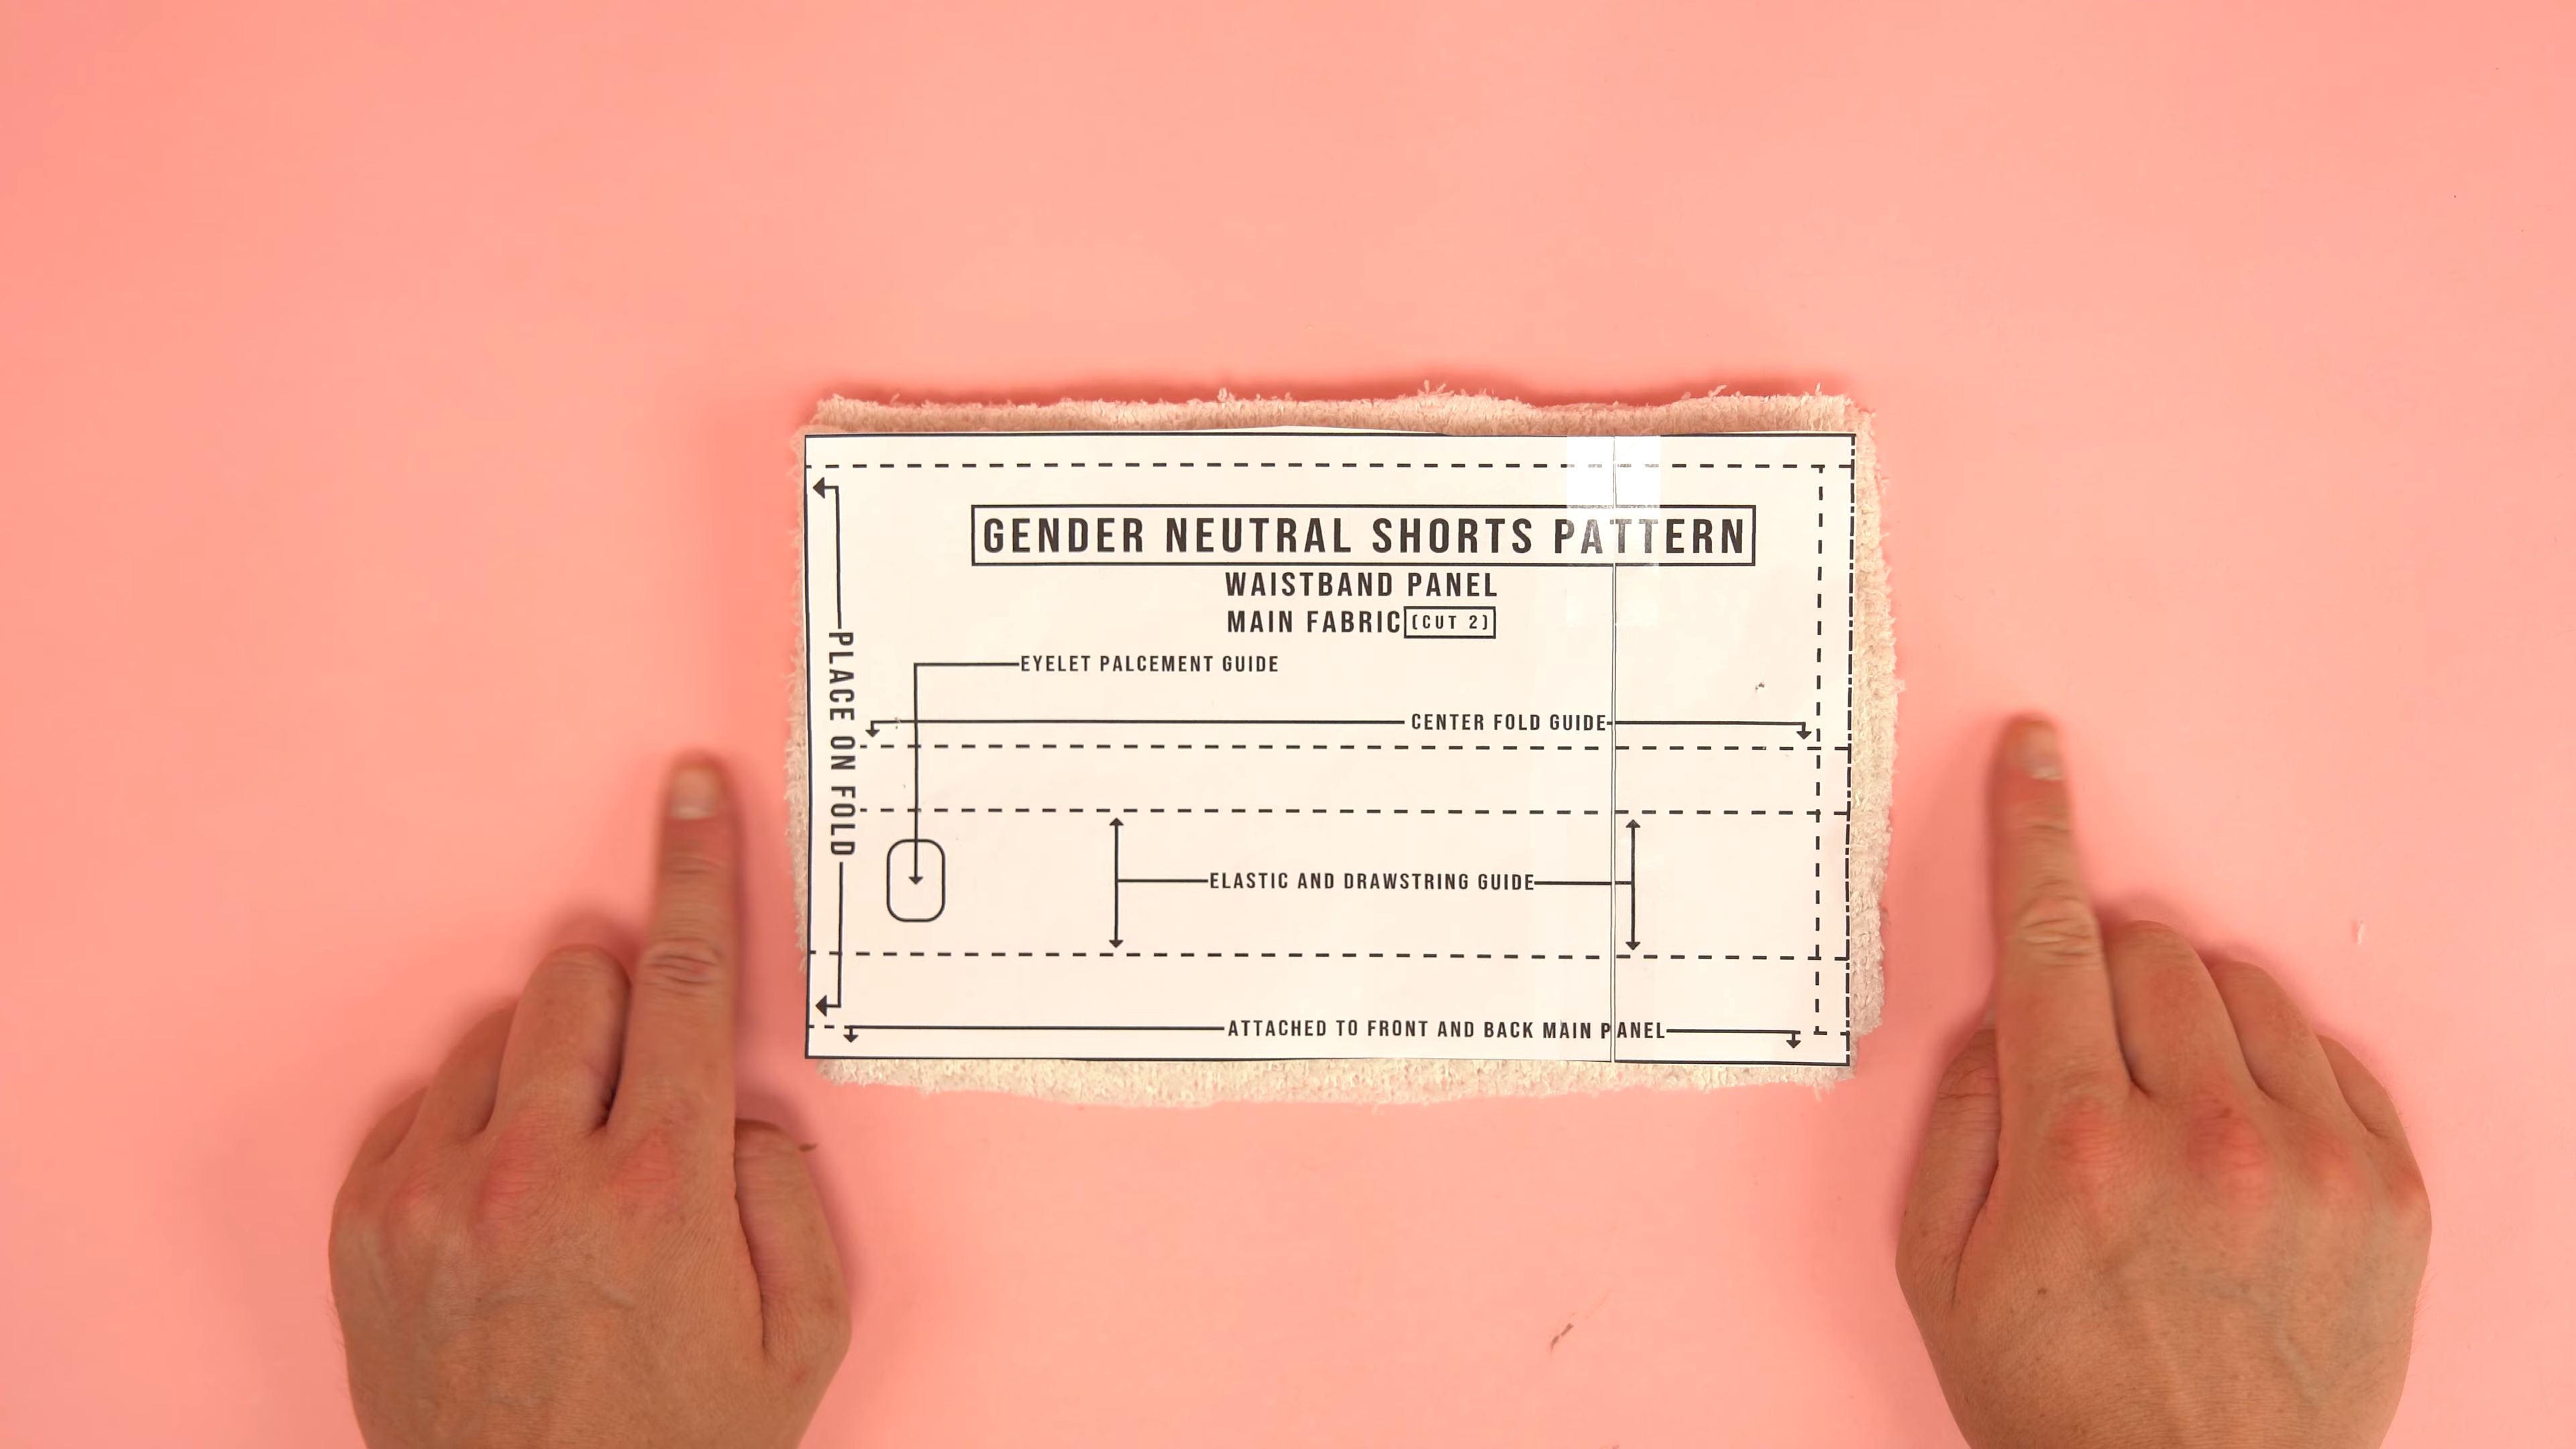 GENDER NEUTRAL SHORTS PATTERN
WAISTBAND PANEL
MAIN FABRIC (CUT 2)
EYELET PALCEMENT GUIDE
PLACE ON FOLD
CENTER FOLD GUIDE
ELASTIC AND DRAWSTRING GUIDE
ATTACHED TO FRONT AND BACK MAIN PANEL